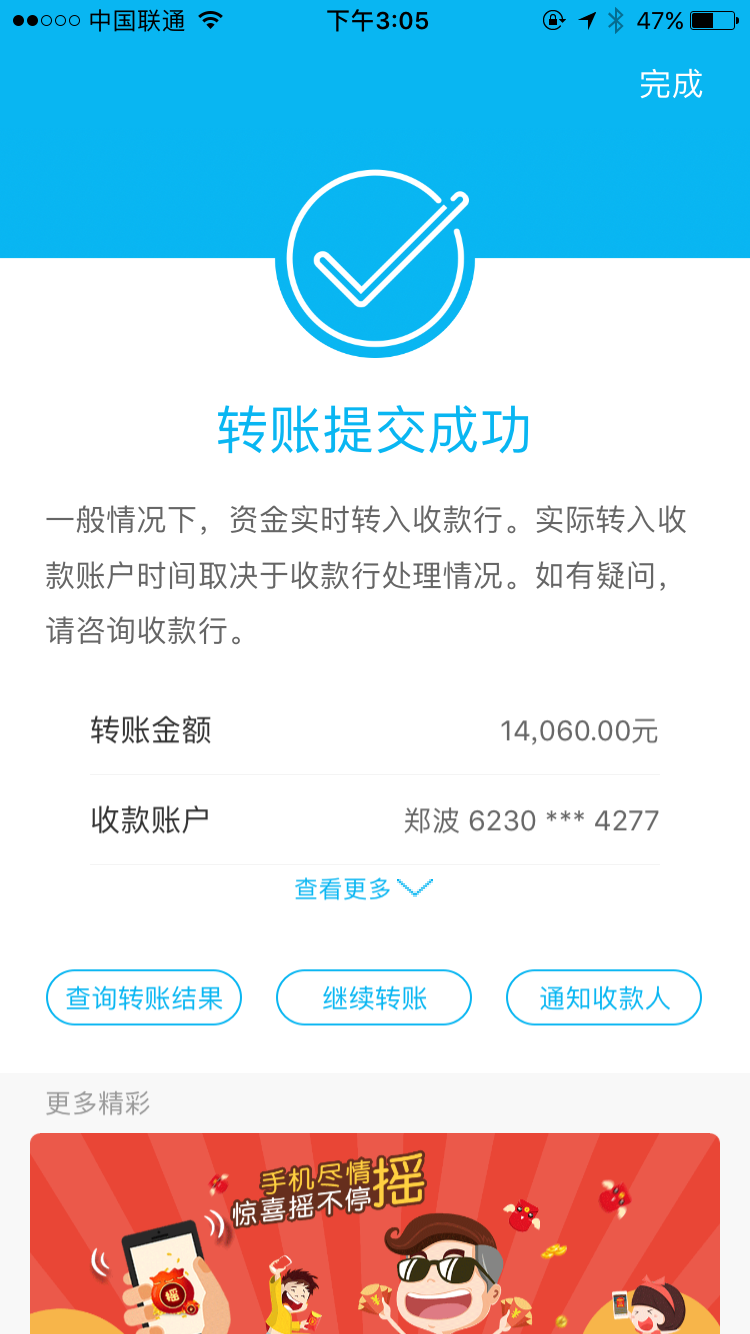 中国联通 下午3:05 47%
完成
转账提交成功
一般情况下，资金实时转入收款行。实际转入收
款账户时间取决于收款行处理情况。如有疑问，
请咨询收款行。
转账金额 14,060.00元
收款账户 郑波 6230 *** 4277
查看更多
查询转账结果 继续转账 通知收款人
更多精彩
手机尽情摇
惊喜摇不停
摇